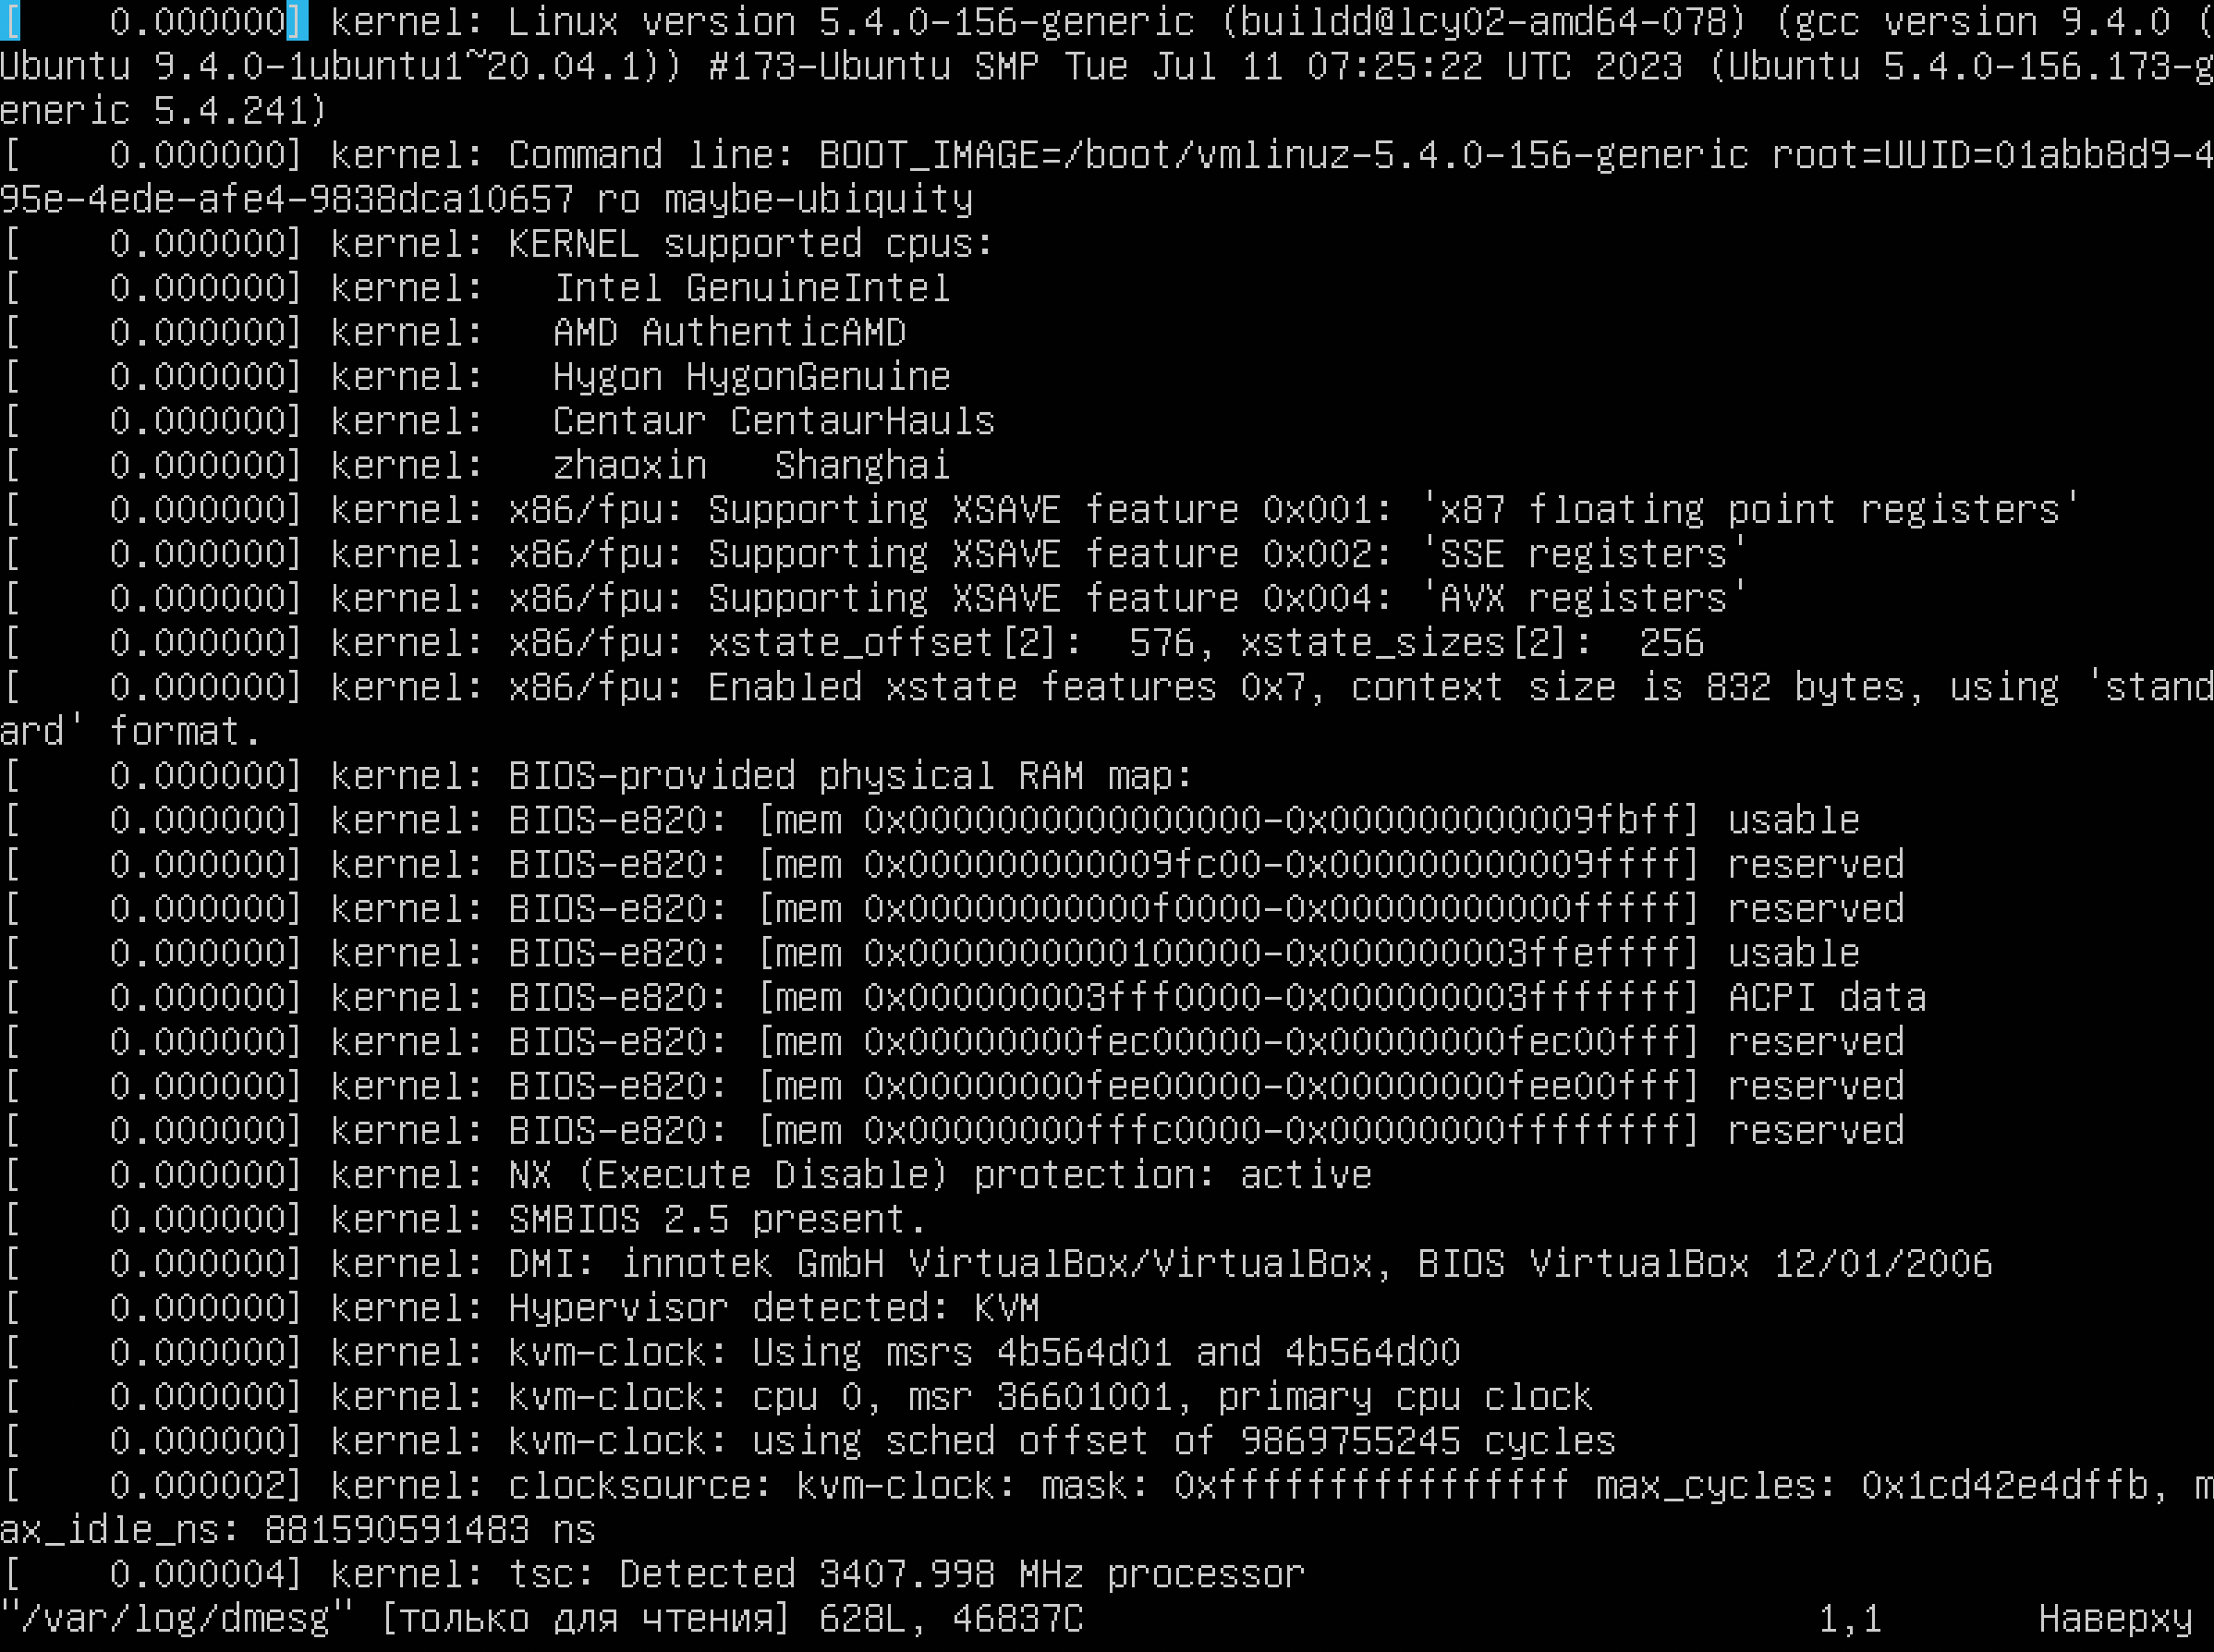 [    0.000000] kernel: Linux version 5.4.0-156-generic (buildd@lcy02-amd64-078) (gcc version 9.4.0 (
Ubuntu 9.4.0-1ubuntu1~20.04.1)) #173-Ubuntu SMP Tue Jul 11 07:25:22 UTC 2023 (Ubuntu 5.4.0-156.173-g
eneric 5.4.241)
[    0.000000] kernel: Command line: BOOT_IMAGE=/boot/vmlinuz-5.4.0-156-generic root=UUID=01abb8d9-4
95e-4ede-afe4-9838dca10657 ro maybe-ubiquity
[    0.000000] kernel: KERNEL supported cpus:
[    0.000000] kernel:   Intel GenuineIntel
[    0.000000] kernel:   AMD AuthenticAMD
[    0.000000] kernel:   Hygon HygonGenuine
[    0.000000] kernel:   Centaur CentaurHauls
[    0.000000] kernel:   zhaoxin   Shanghai
[    0.000000] kernel: x86/fpu: Supporting XSAVE feature 0x001: 'x87 floating point registers'
[    0.000000] kernel: x86/fpu: Supporting XSAVE feature 0x002: 'SSE registers'
[    0.000000] kernel: x86/fpu: Supporting XSAVE feature 0x004: 'AVX registers'
[    0.000000] kernel: x86/fpu: xstate_offset[2]:  576, xstate_sizes[2]:  256
[    0.000000] kernel: x86/fpu: Enabled xstate features 0x7, context size is 832 bytes, using 'stand
ard' format.
[    0.000000] kernel: BIOS-provided physical RAM map:
[    0.000000] kernel: BIOS-e820: [mem 0x0000000000000000-0x000000000009fbff] usable
[    0.000000] kernel: BIOS-e820: [mem 0x000000000009fc00-0x000000000009ffff] reserved
[    0.000000] kernel: BIOS-e820: [mem 0x00000000000f0000-0x00000000000fffff] reserved
[    0.000000] kernel: BIOS-e820: [mem 0x0000000000100000-0x000000003ffeffff] usable
[    0.000000] kernel: BIOS-e820: [mem 0x000000003fff0000-0x000000003fffffff] ACPI data
[    0.000000] kernel: BIOS-e820: [mem 0x00000000fec00000-0x00000000fec00fff] reserved
[    0.000000] kernel: BIOS-e820: [mem 0x00000000fee00000-0x00000000fee00fff] reserved
[    0.000000] kernel: BIOS-e820: [mem 0x00000000fffc0000-0x00000000ffffffff] reserved
[    0.000000] kernel: NX (Execute Disable) protection: active
[    0.000000] kernel: SMBIOS 2.5 present.
[    0.000000] kernel: DMI: innotek GmbH VirtualBox/VirtualBox, BIOS VirtualBox 12/01/2006
[    0.000000] kernel: Hypervisor detected: KVM
[    0.000000] kernel: kvm-clock: Using msrs 4b564d01 and 4b564d00
[    0.000000] kernel: kvm-clock: cpu 0, msr 36601001, primary cpu clock
[    0.000000] kernel: kvm-clock: using sched offset of 9869755245 cycles
[    0.000002] kernel: clocksource: kvm-clock: mask: 0xffffffffffffffff max_cycles: 0x1cd42e4dffb, m
ax_idle_ns: 881590591483 ns
[    0.000004] kernel: tsc: Detected 3407.998 MHz processor
"/var/log/dmesg" [только для чтения] 628L, 46837C 1,1 Наверху